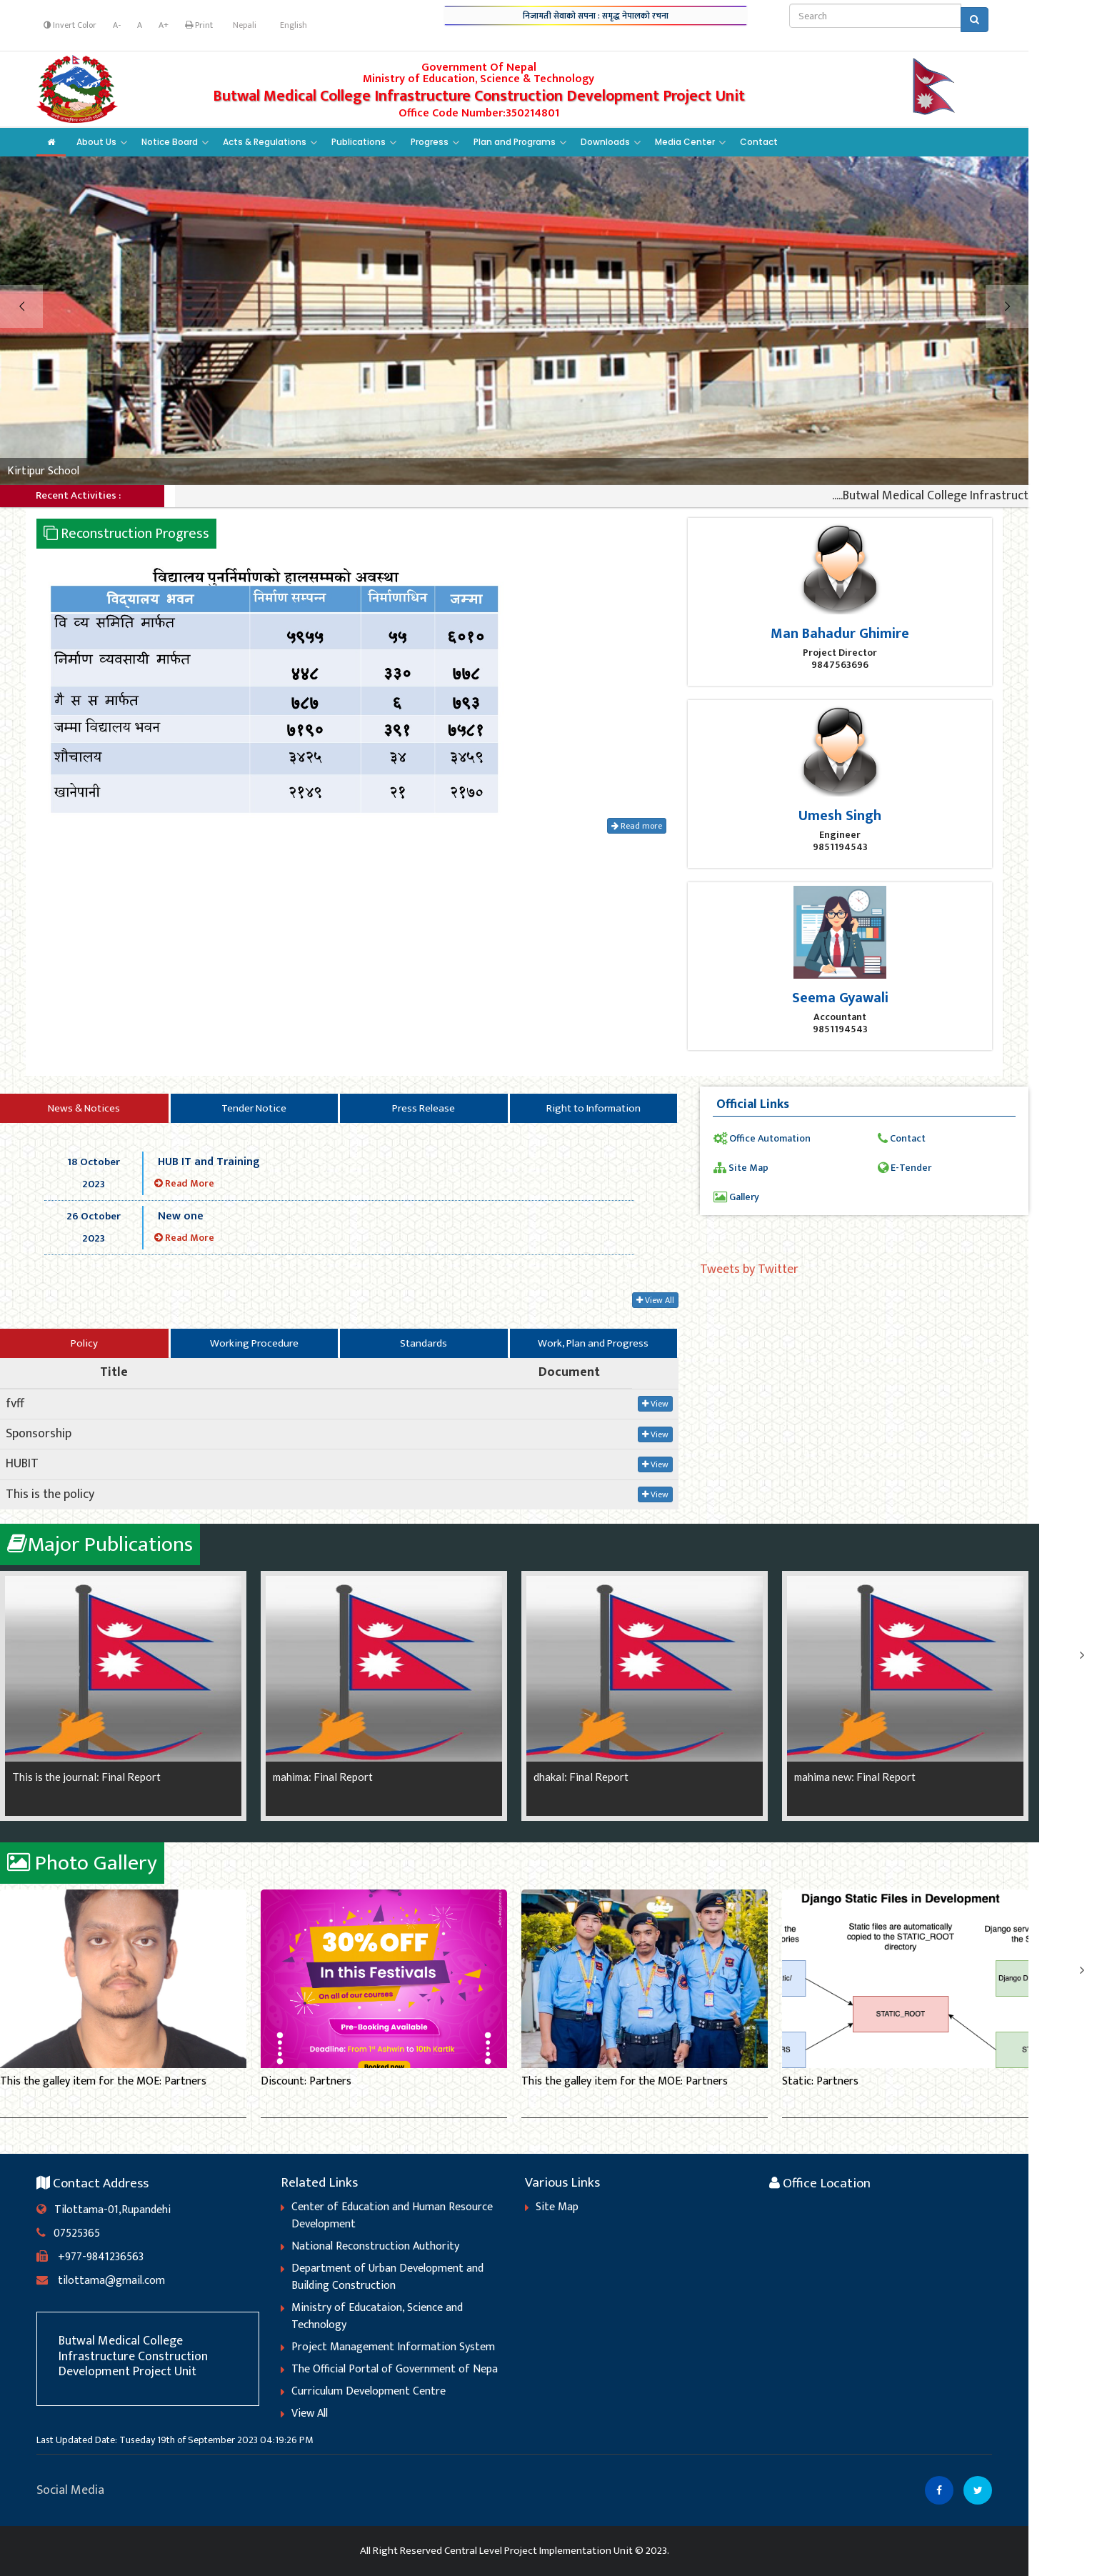 Invert Color A- A A+ Print Nepali English
निजामती सेवाको सपना : समृद्ध नेपालको रचना
Search
Government Of Nepal
Ministry of Education, Science & Technology
Butwal Medical College Infrastructure Construction Development Project Unit
Office Code Number:350214801
About Us Notice Board Acts & Regulations Publications Progress Plan and Programs Downloads Media Center Contact
Kirtipur School
Recent Activities :
.....Butwal Medical College Infrastruct
Reconstruction Progress
विद्यालय पुनर्निर्माणको हालसम्मको अवस्था
विद्यालय भवन निर्माण सम्पन्न निर्माणाधिन जम्मा
वि व्य समिति मार्फत ५९५५ ५५ ६०१०
निर्माण व्यवसायी मार्फत ४४८ ३३० ७७८
गै स स मार्फत ७८७ ६ ७९३
जम्मा विद्यालय भवन ७१९० ३९१ ७५८१
शौचालय ३४२५ ३४ ३४५९
खानेपानी २१४९ २१ २१७०
Read more
Man Bahadur Ghimire
Project Director
9847563696
Umesh Singh
Engineer
9851194543
Seema Gyawali
Accountant
9851194543
News & Notices Tender Notice Press Release Right to Information
18 October
2023
HUB IT and Training
Read More
26 October
2023
New one
Read More
View All
Official Links
Office Automation Contact
Site Map E-Tender
Gallery
Tweets by Twitter
Policy Working Procedure Standards Work, Plan and Progress
Title Document
fvff View
Sponsorship View
HUBIT View
This is the policy View
Major Publications
This is the journal: Final Report
mahima: Final Report
dhakal: Final Report
mahima new: Final Report
Photo Gallery
30% OFF
In this Festivals
On all of our courses
Pre-Booking Available
Deadline: From 1st Ashwin to 10th Kartik
Booked now
Django Static Files in Development
the
ories
Static files are automatically
copied to the STATIC_ROOT
directory
Django serv
the S
tic/
Django D
STATIC_ROOT
RS
ST
This the galley item for the MOE: Partners
Discount: Partners
This the galley item for the MOE: Partners
Static: Partners
Contact Address
Tilottama-01,Rupandehi
07525365
+977-9841236563
tilottama@gmail.com
Butwal Medical College
Infrastructure Construction
Development Project Unit
Related Links
Center of Education and Human Resource
Development
National Reconstruction Authority
Department of Urban Development and
Building Construction
Ministry of Educataion, Science and
Technology
Project Management Information System
The Official Portal of Government of Nepa
Curriculum Development Centre
View All
Various Links
Site Map
Office Location
Last Updated Date: Tuseday 19th of September 2023 04:19:26 PM
Social Media
All Right Reserved Central Level Project Implementation Unit © 2023.